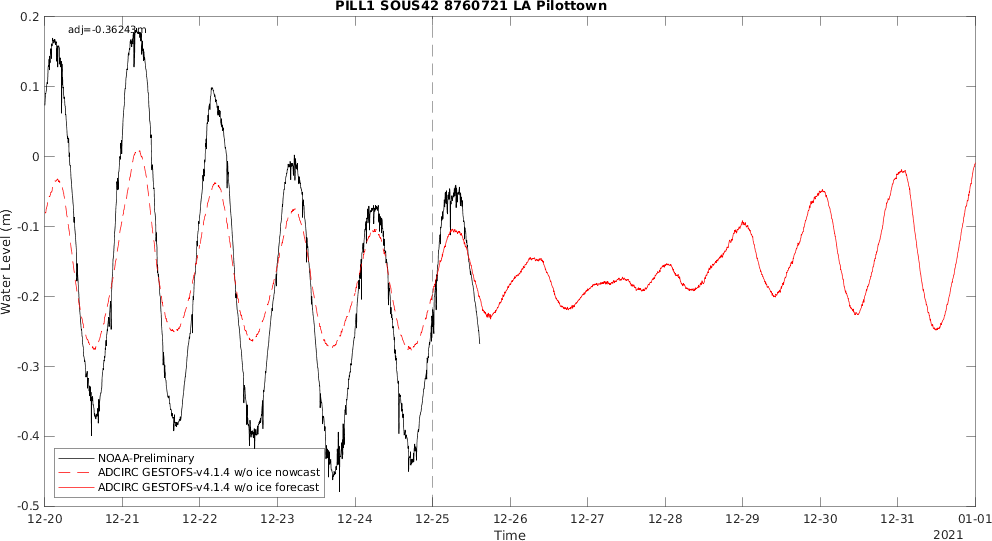 PILL1 SOUS42 8760721 LA Pilottown
adj=-0.36243m
0.2
0.1
0
-0.1
-0.2
-0.3
-0.4
-0.5
Water Level (m)
NOAA-Preliminary
ADCIRC GESTOFS-v4.1.4 w/o ice nowcast
ADCIRC GESTOFS-v4.1.4 w/o ice forecast
12-20 12-21 12-22 12-23 12-24 12-25 12-26 12-27 12-28 12-29 12-30 12-31 01-01
Time
2021